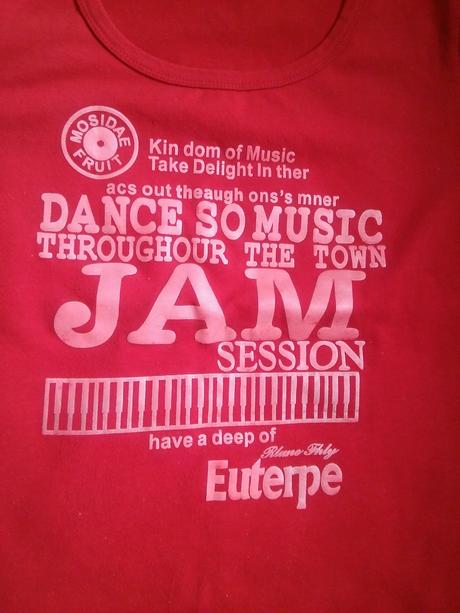 MOSIDAE
FRUIT
Kin dom of Music
Take Delight In ther
acs out theaugh ons's mner
DANCE SO MUSIC
THROUGHOUR THE TOWN
JAM
SESSION
have a deep of
Euterpe